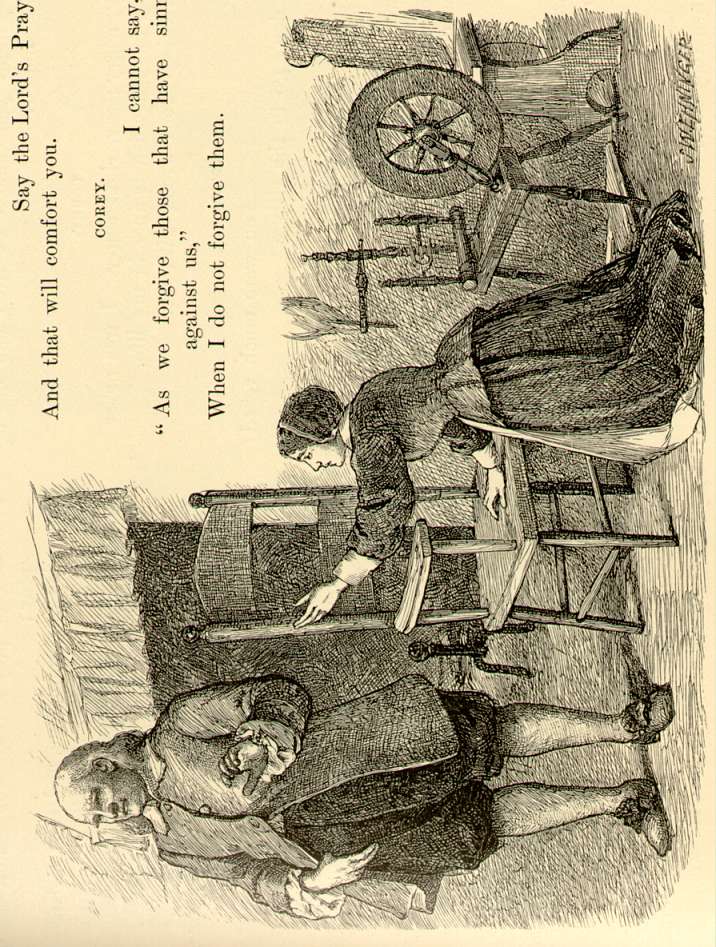 Say the Lord's Pray
And that will comfort you.
COREY.
I cannot say,
"As we forgive those that have sinn
against us,"
When I do not forgive them.